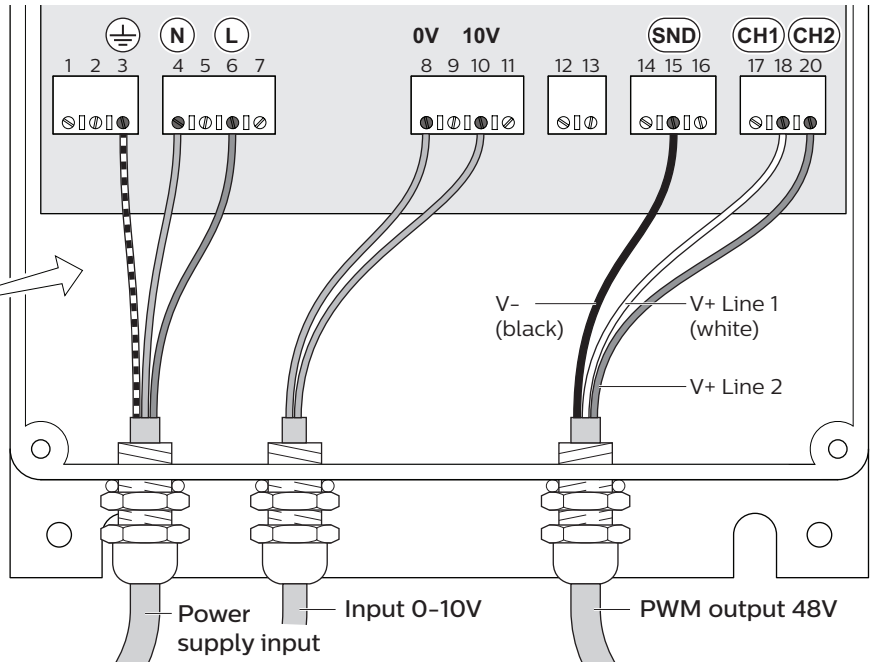 N L 0V 10V SND CH1 CH2
1 2 3 4 5 6 7 8 9 10 11 12 13 14 15 16 17 18 20
V- V+ Line 1
(black) (white)
V+ Line 2
Power Input 0-10V PWM output 48V
supply input